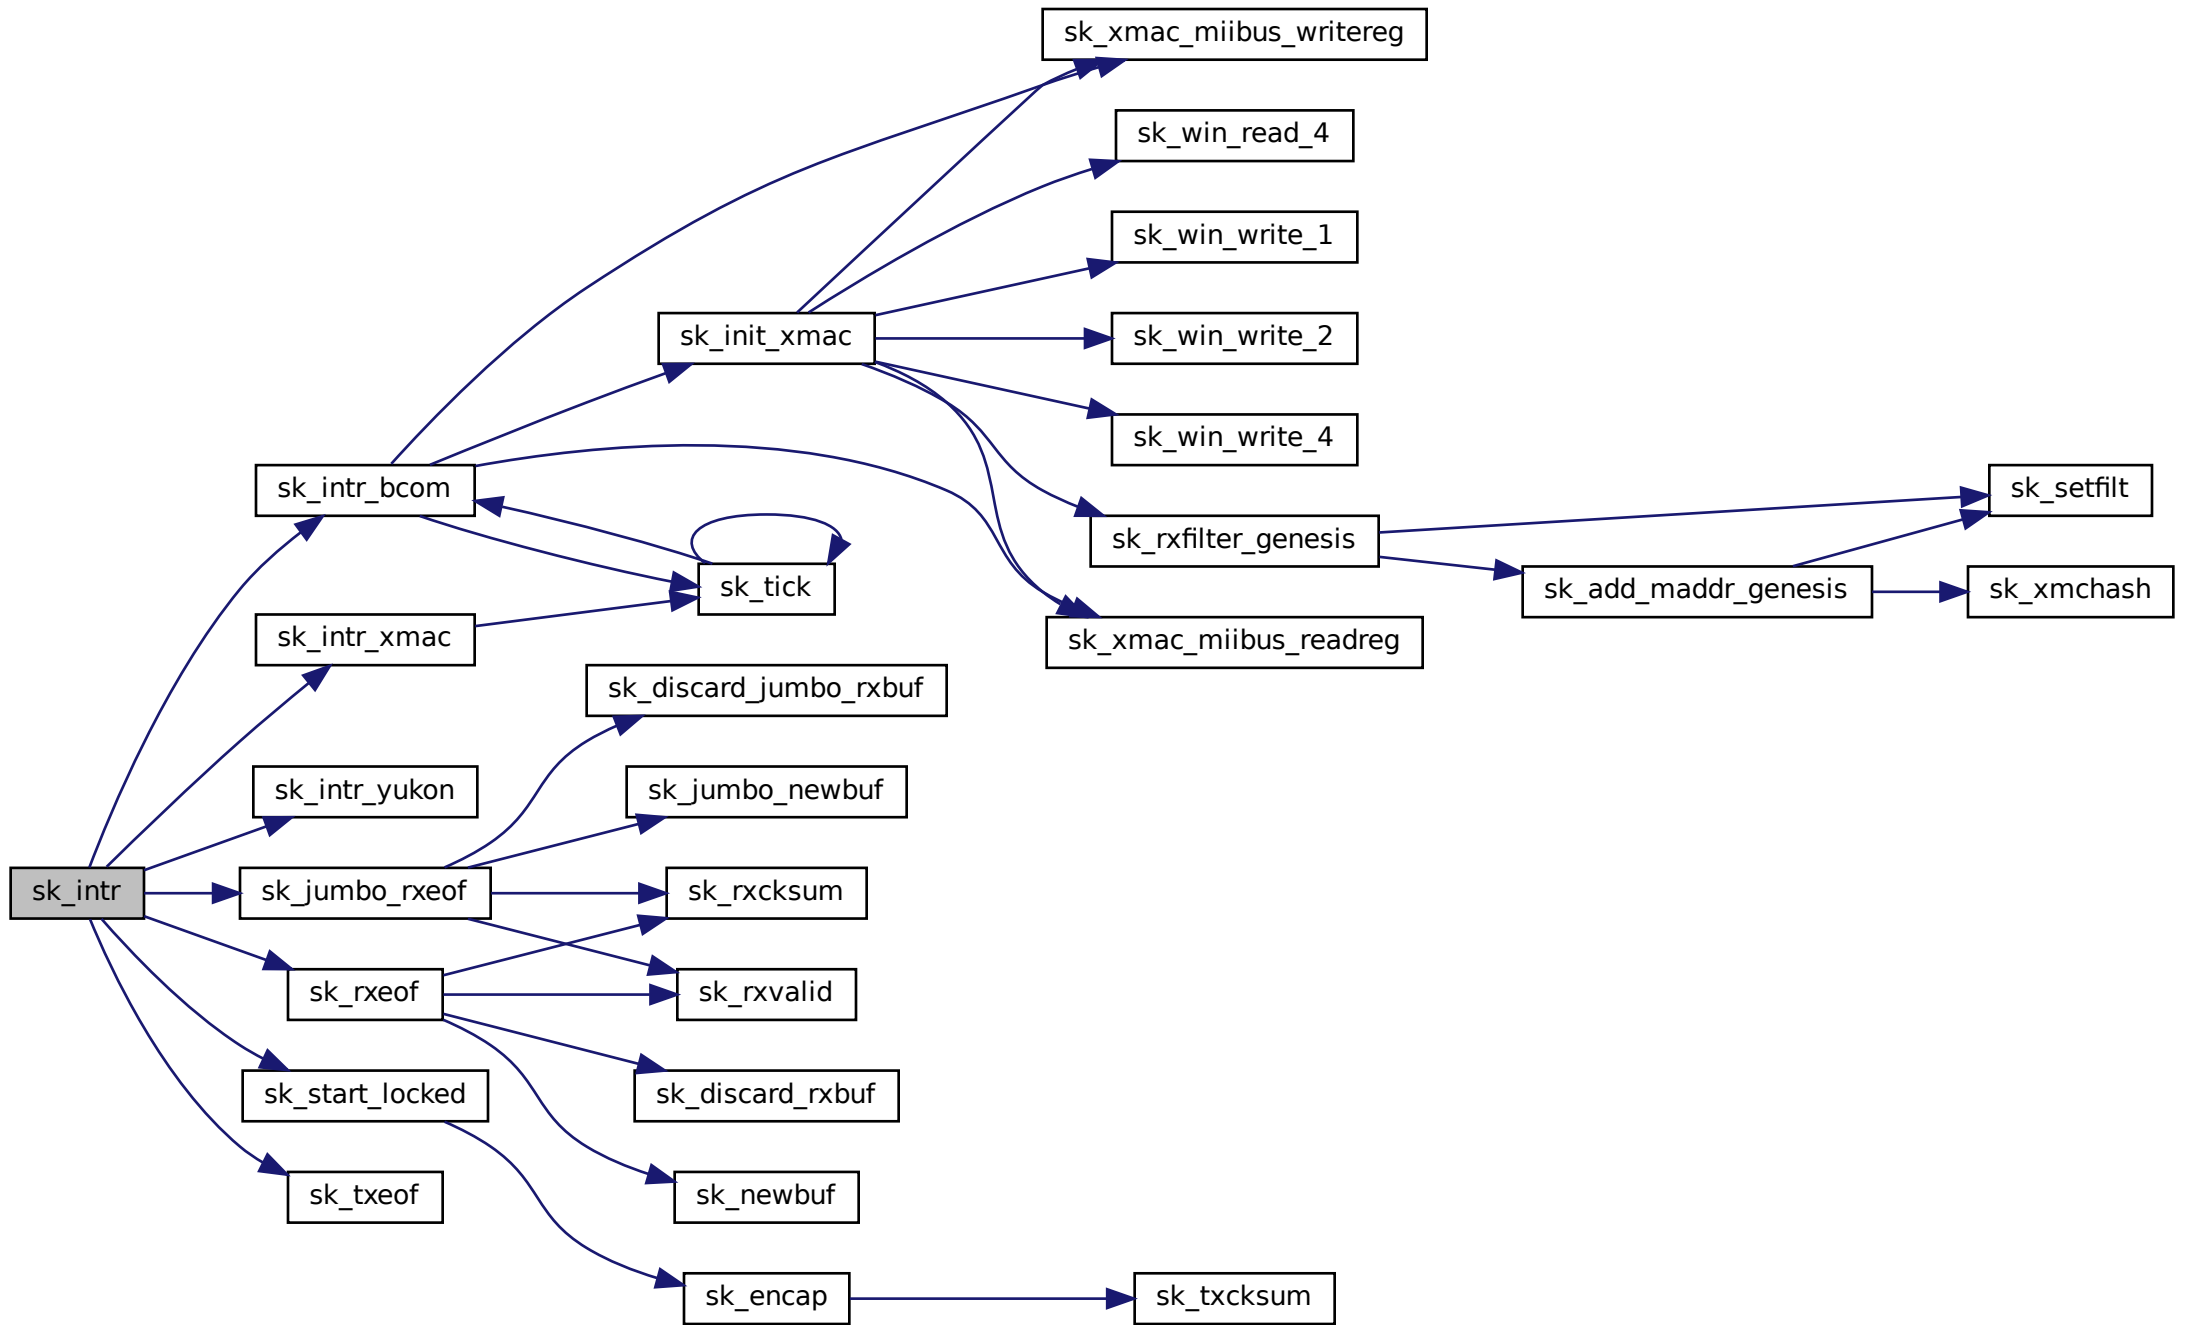 sk_xmac_miibus_writereg
sk_win_read_4
sk_win_write_1
sk_init_xmac
sk_win_write_2
sk_win_write_4
sk_intr_bcom
sk_setfilt
sk_rxfilter_genesis
sk_tick
sk_add_maddr_genesis
sk_xmchash
sk_intr_xmac
sk_xmac_miibus_readreg
sk_discard_jumbo_rxbuf
sk_intr_yukon
sk_jumbo_newbuf
sk_intr
sk_jumbo_rxeof
sk_rxcksum
sk_rxeof
sk_rxvalid
sk_start_locked
sk_discard_rxbuf
sk_txeof
sk_newbuf
sk_encap
sk_txcksum